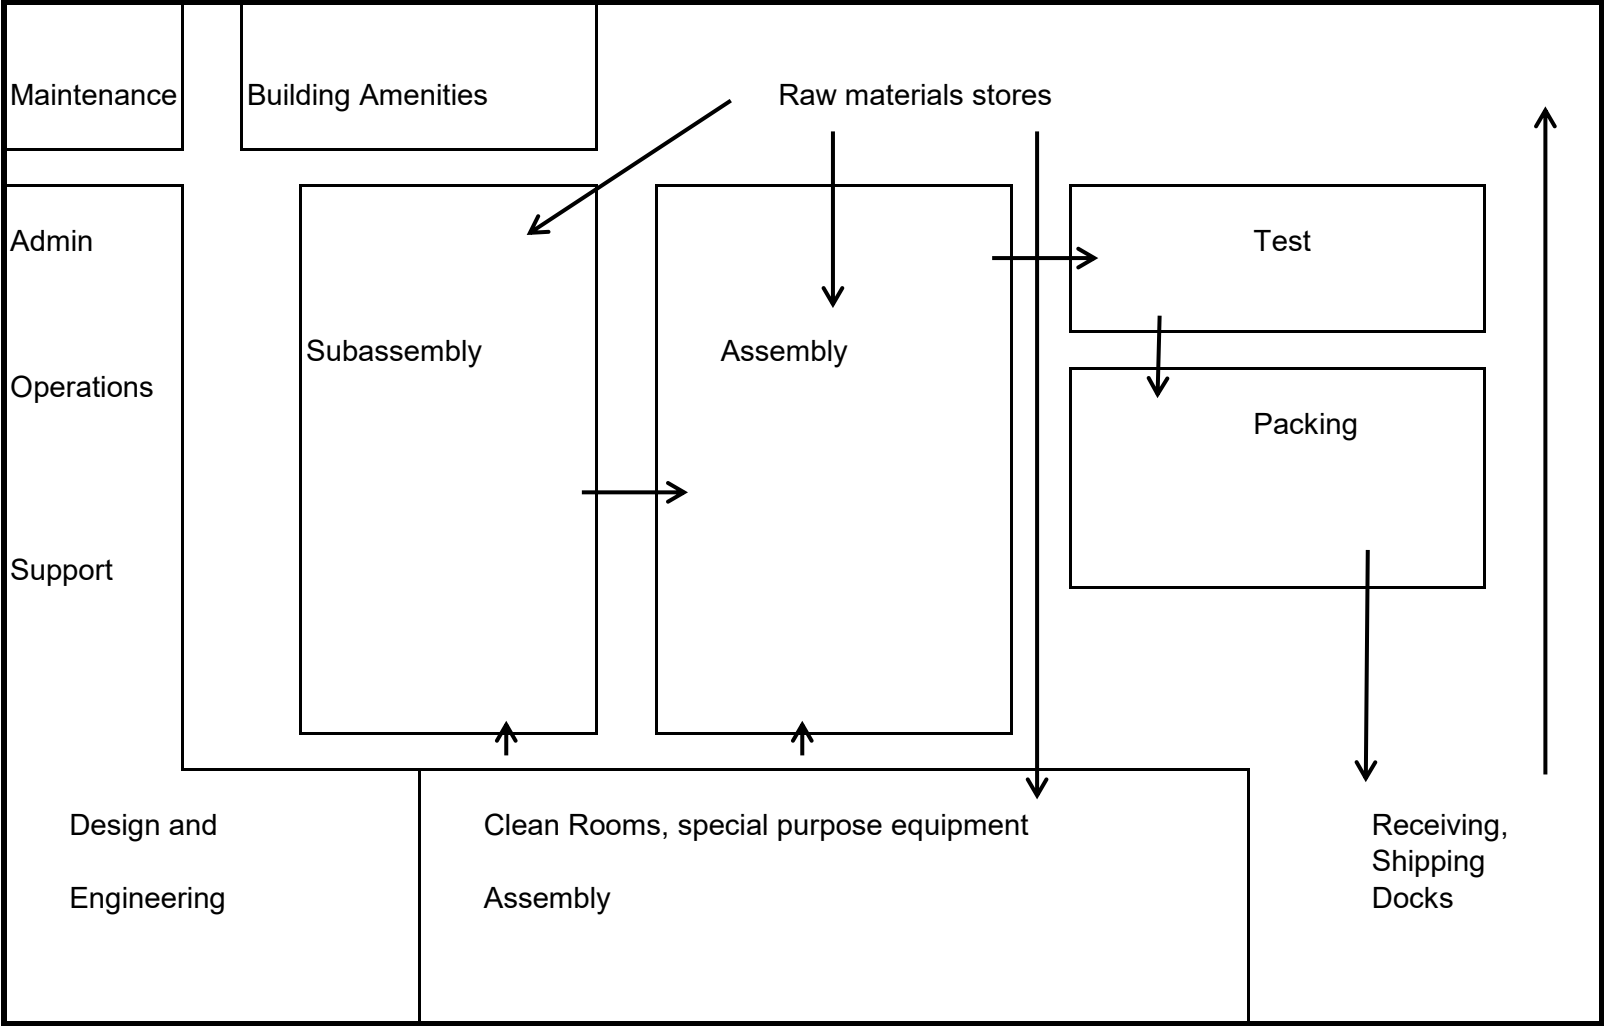 Maintenance
Building Amenities
Raw materials stores
Admin
Test
Subassembly
Assembly
Operations
Packing
Support
Design and
Engineering
Clean Rooms, special purpose equipment
Assembly
Receiving,
Shipping
Docks